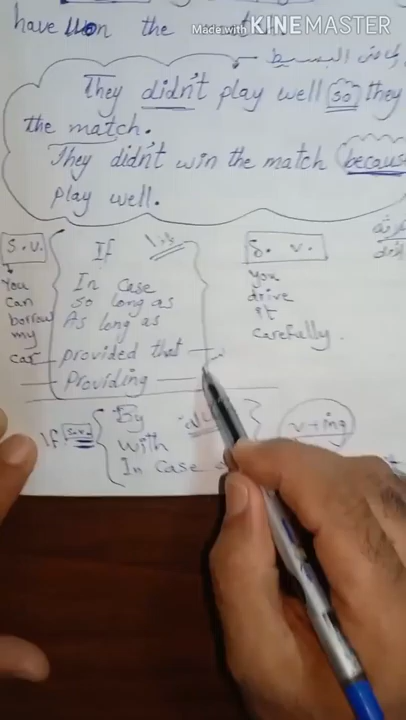 Made with KINEMASTER
have won the
They didn't play well so they
the match.
They didn't win the match because
play well.
S. V.
If
S. V.
You can borrow my car
In case
So long as
As long as
provided that
Providing
you drive it carefully.
If
By
with
In Case
v + ing